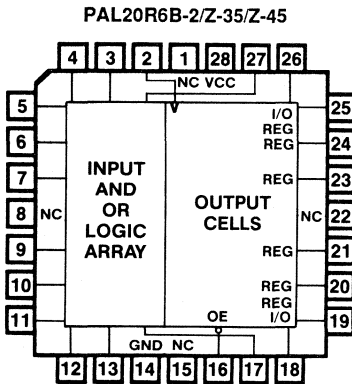 PAL20R6B-2/Z-35/Z-45
4 3 2 1 28 27 26
NC VCC
5 I/O 25
REG
6 REG 24
7 INPUT REG 23
AND OUTPUT
8 NC OR CELLS NC 22
LOGIC
9 ARRAY REG 21
10 REG 20
REG
11 OE I/O 19
GND NC
12 13 14 15 16 17 18